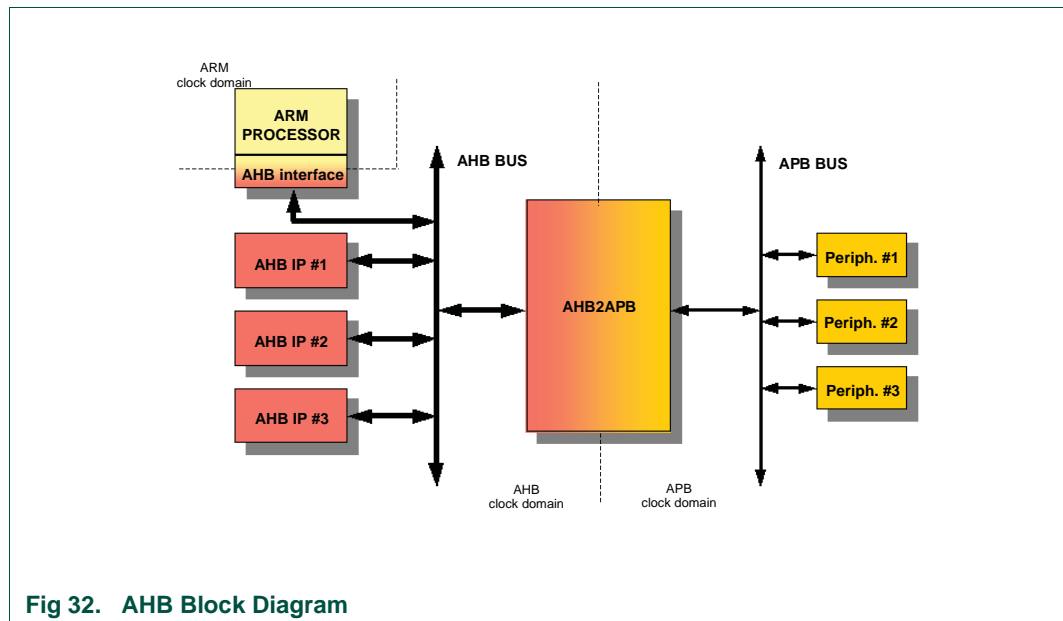 ARM
clock domain
ARM
PROCESSOR
AHB interface
AHB BUS
APB BUS
AHB IP #1
AHB IP #2
AHB IP #3
AHB2APB
Periph. #1
Periph. #2
Periph. #3
AHB
clock domain
APB
clock domain
Fig 32. AHB Block Diagram